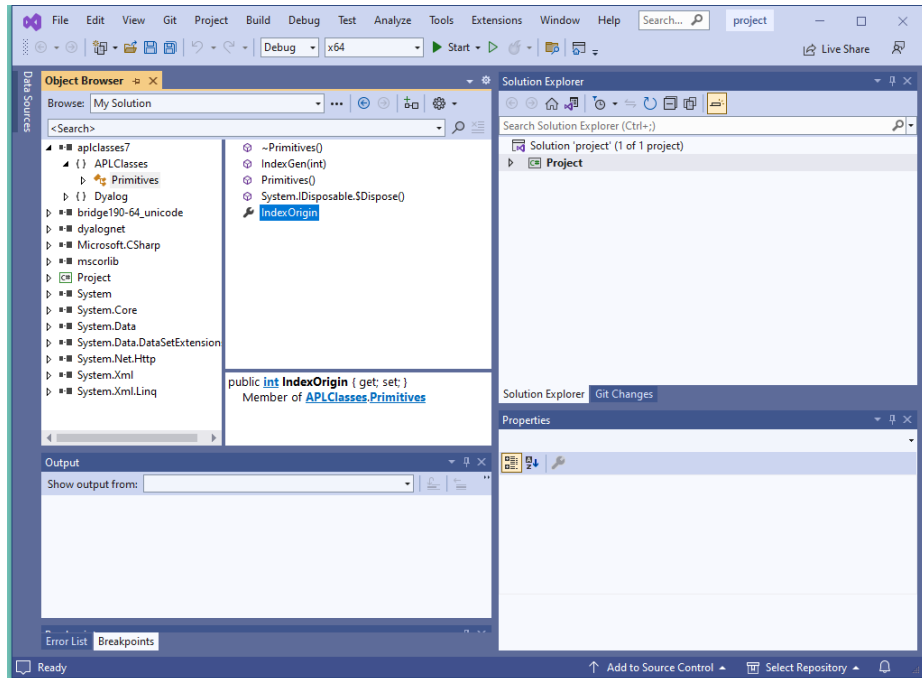 File Edit View Git Project Build Debug Test Analyze Tools Extensions Window Help Search... project
Debug x64 Start Live Share
Data Sources
Object Browser
Browse: My Solution
<Search>
aplclasses7
{ } APLClasses
Primitives
{ } Dyalog
bridge190-64_unicode
dyalognet
Microsoft.CSharp
mscorlib
C# Project
System
System.Core
System.Data
System.Data.DataSetExtension
System.Net.Http
System.Xml
System.Xml.Linq
~Primitives()
IndexGen(int)
Primitives()
System.IDisposable.$Dispose()
IndexOrigin
public int IndexOrigin { get; set; }
Member of APLClasses.Primitives
Output
Show output from:
Error List Breakpoints
Solution Explorer
Search Solution Explorer (Ctrl+;)
Solution 'project' (1 of 1 project)
C# Project
Solution Explorer Git Changes
Properties
Ready Add to Source Control Select Repository